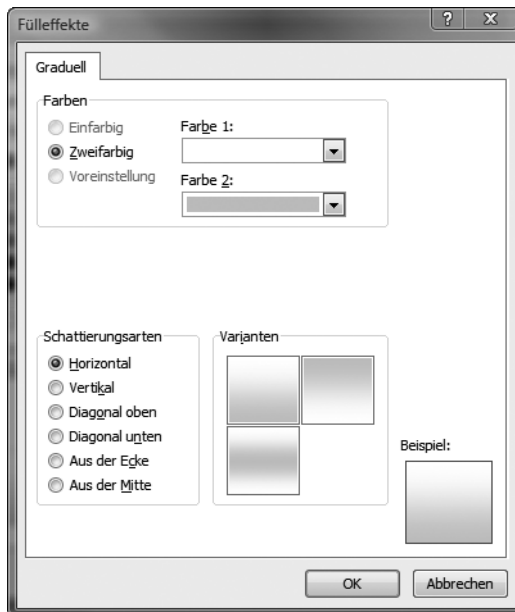 Fülleffekte
Graduell
Farben
Einfarbig
Zweifarbig
Voreinstellung
Farbe 1:
Farbe 2:
Schattierungsarten
Horizontal
Vertikal
Diagonal oben
Diagonal unten
Aus der Ecke
Aus der Mitte
Varianten
Beispiel:
OK
Abbrechen